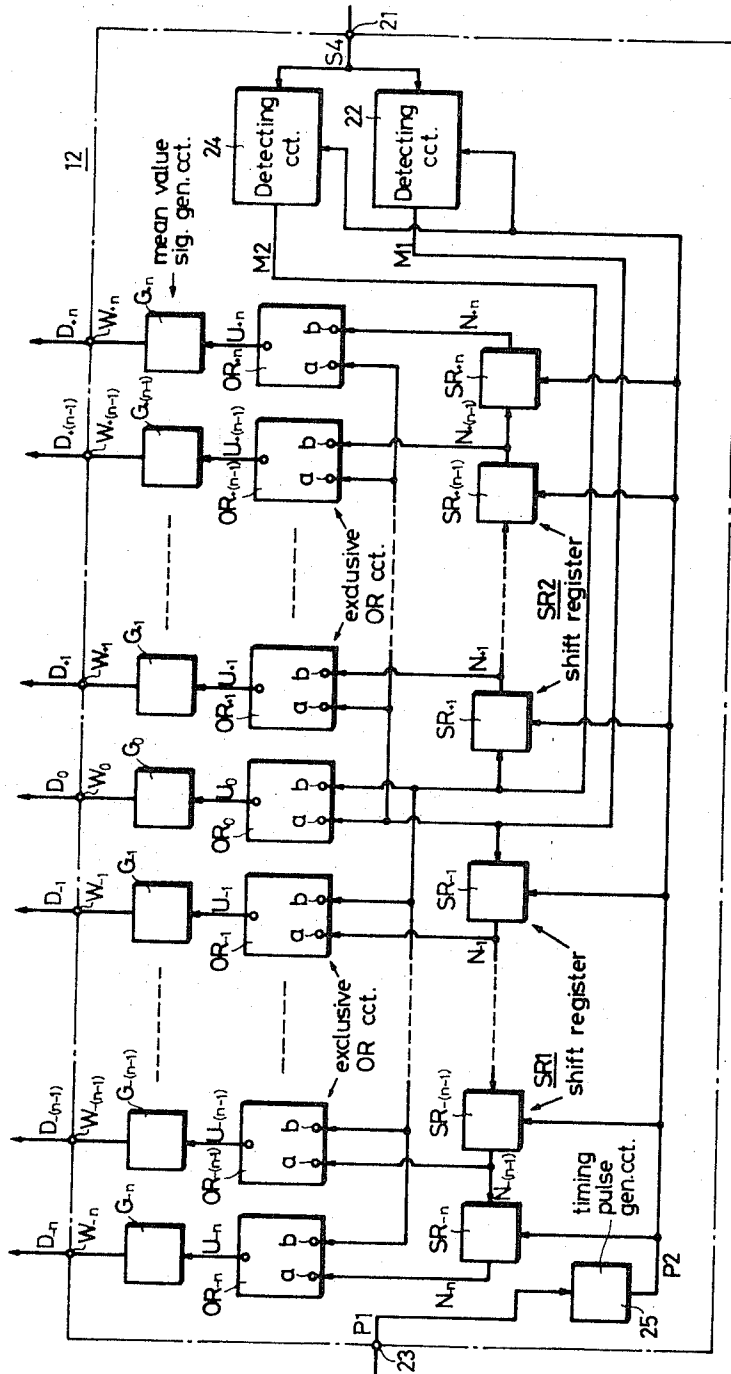 12
D-n
D-(n-1)
D-1
D0
D+1
D+(n-1)
D+n
W-n
W-(n-1)
W-1
W0
W+1
W+(n-1)
W+n
G-n
G-(n-1)
G-1
G0
G+1
G+(n-1)
G+n
mean value
sig. gen. cct.
U-n
U-(n-1)
U-1
U0
U+1
U+(n-1)
U+n
OR-n
OR-(n-1)
OR-1
OR0
OR+1
OR+(n-1)
OR+n
a b
a b
a b
a b
a b
a b
a b
exclusive
OR cct.
exclusive
OR cct.
24
Detecting
cct.
22
Detecting
cct.
S4
21
M2
M1
N-n
N-(n-1)
N-1
N+1
N+(n-1)
N+n
SR-n
SR-(n-1)
SR-1
SR+1
SR+(n-1)
SR+n
SR1
shift register
SR2
shift register
23
P1
timing
pulse
gen.cct.
25
P2